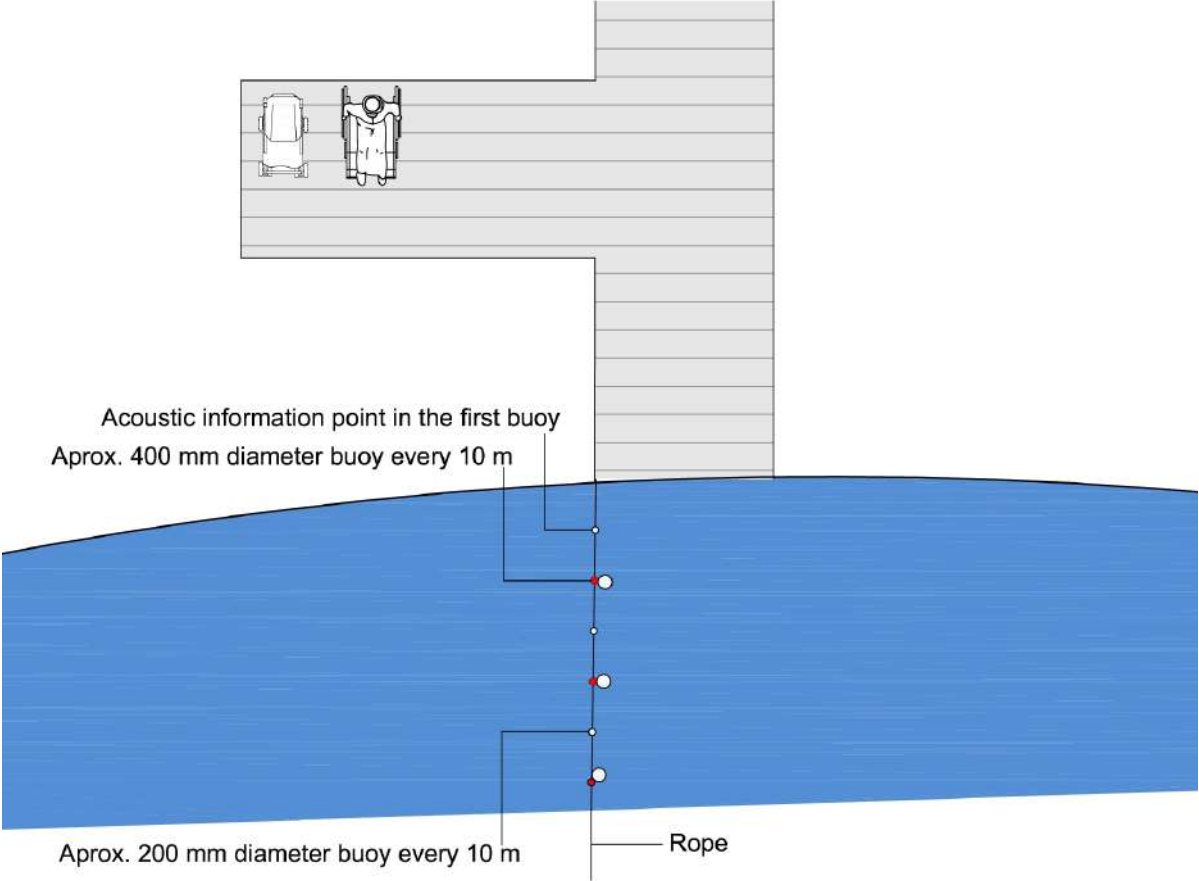 Acoustic information point in the first buoy
Aprox. 400 mm diameter buoy every 10 m
Rope
Aprox. 200 mm diameter buoy every 10 m